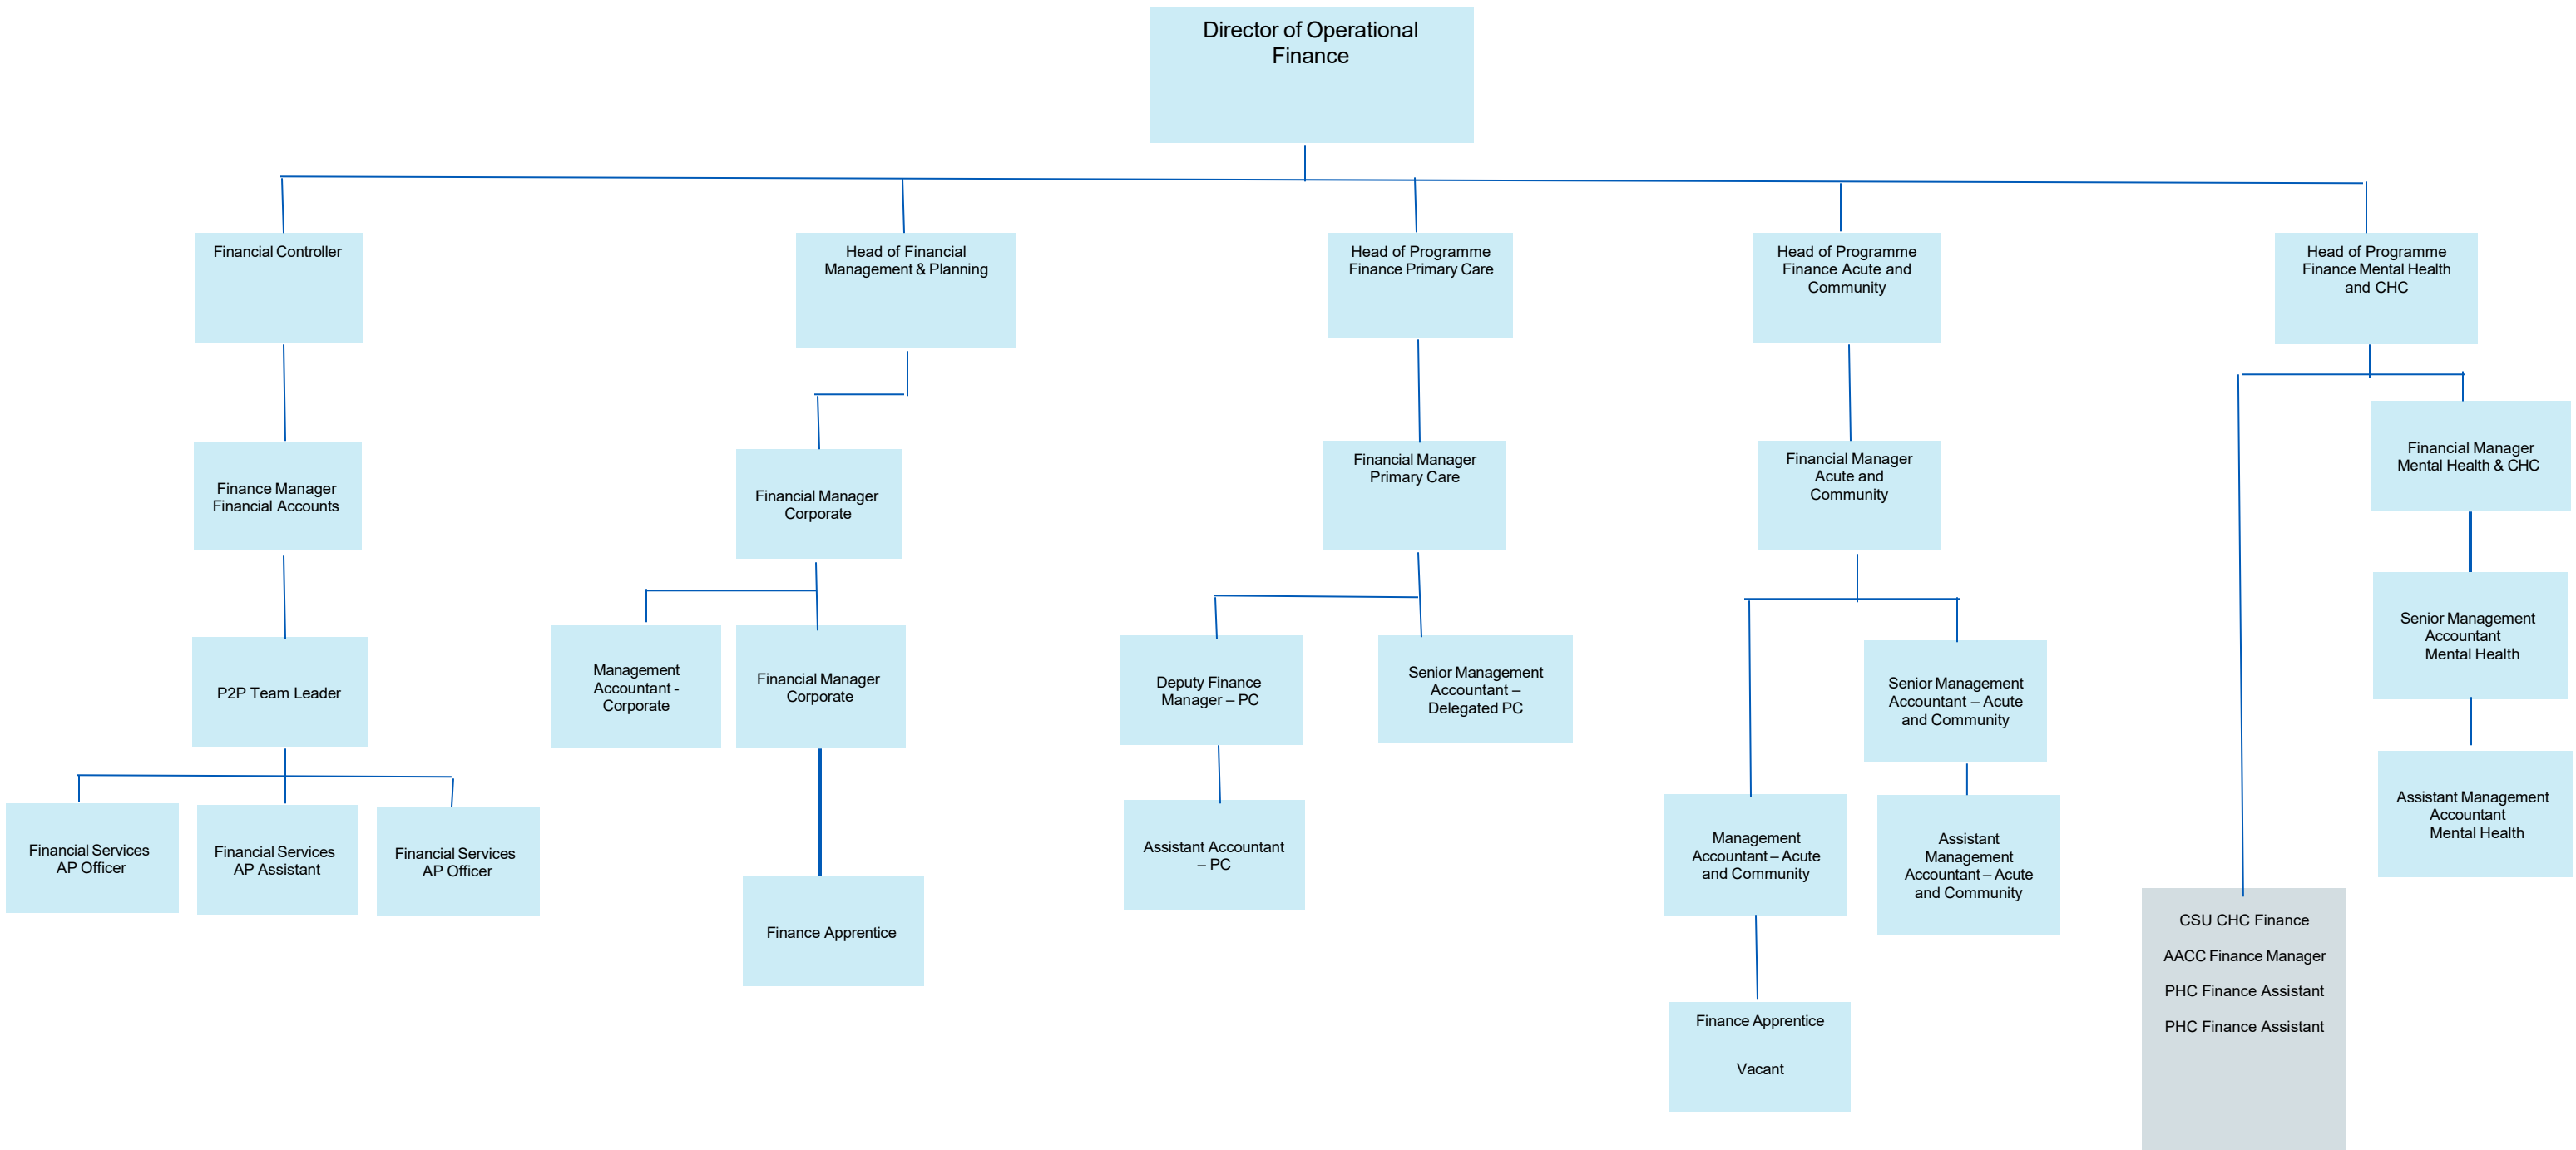 Director of Operational
Finance
Financial Controller
Head of Financial
Management & Planning
Head of Programme
Finance Primary Care
Head of Programme
Finance Acute and
Community
Head of Programme
Finance Mental Health
and CHC
Finance Manager
Financial Accounts
Financial Manager
Corporate
Financial Manager
Primary Care
Financial Manager
Acute and
Community
Financial Manager
Mental Health & CHC
P2P Team Leader
Management
Accountant -
Corporate
Financial Manager
Corporate
Deputy Finance
Manager – PC
Senior Management
Accountant –
Delegated PC
Senior Management
Accountant – Acute
and Community
Senior Management
Accountant
Mental Health
Financial Services
AP Officer
Financial Services
AP Assistant
Financial Services
AP Officer
Finance Apprentice
Assistant Accountant
– PC
Management
Accountant – Acute
and Community
Assistant
Management
Accountant – Acute
and Community
Assistant Management
Accountant
Mental Health
Finance Apprentice
Vacant
CSU CHC Finance
AACC Finance Manager
PHC Finance Assistant
PHC Finance Assistant